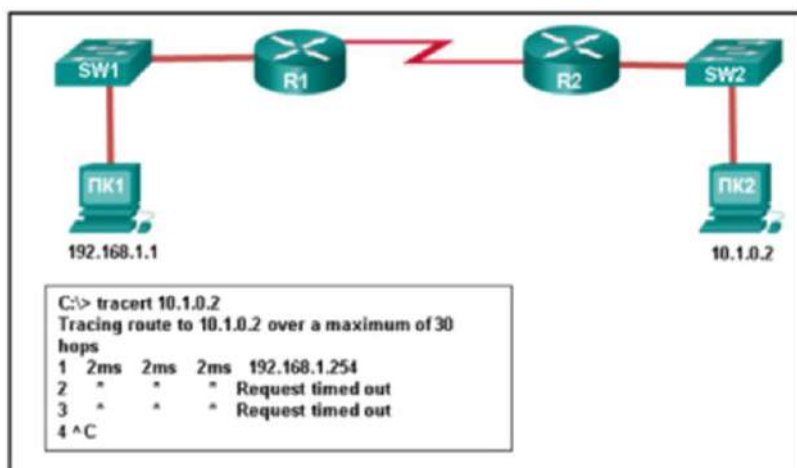 SW1
R1
R2
SW2
ПК1
ПК2
192.168.1.1
10.1.0.2
C:\> tracert 10.1.0.2
Tracing route to 10.1.0.2 over a maximum of 30
hops
1 2ms 2ms 2ms 192.168.1.254
2 * * * Request timed out
3 * * * Request timed out
4 ^C